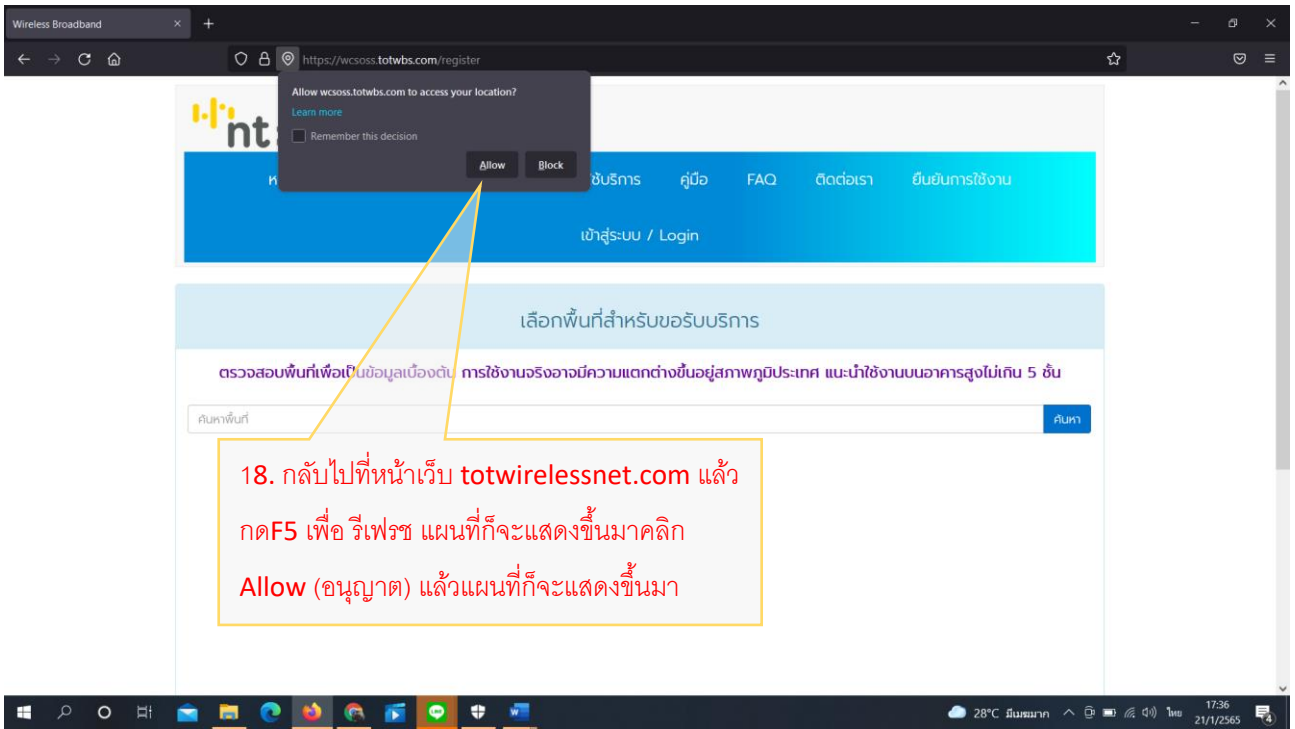 Wireless Broadband
https://wcsoss.totwbs.com/register
Allow wcsoss.totwbs.com to access your location?
Learn more
Remember this decision
Allow Block
nt
ช้บริการ คู่มือ FAQ ติดต่อเรา ยืนยันการใช้งาน
เข้าสู่ระบบ / Login
เลือกพื้นที่สำหรับขอรับบริการ
ตรวจสอบพื้นที่เพื่อเป็นข้อมูลเบื้องต้น การใช้งานจริงอาจมีความแตกต่างขึ้นอยู่สภาพภูมิประเทศ แนะนำใช้งานบนอาคารสูงไม่เกิน 5 ชั้น
ค้นหาพื้นที่ ค้นหา
18. กลับไปที่หน้าเว็บ totwirelessnet.com แล้ว
กดF5 เพื่อ รีเฟรช แผนที่ก็จะแสดงขึ้นมาคลิก
Allow (อนุญาต) แล้วแผนที่ก็จะแสดงขึ้นมา
28°C มีเมฆมาก ไทย 17:36
21/1/2565 4